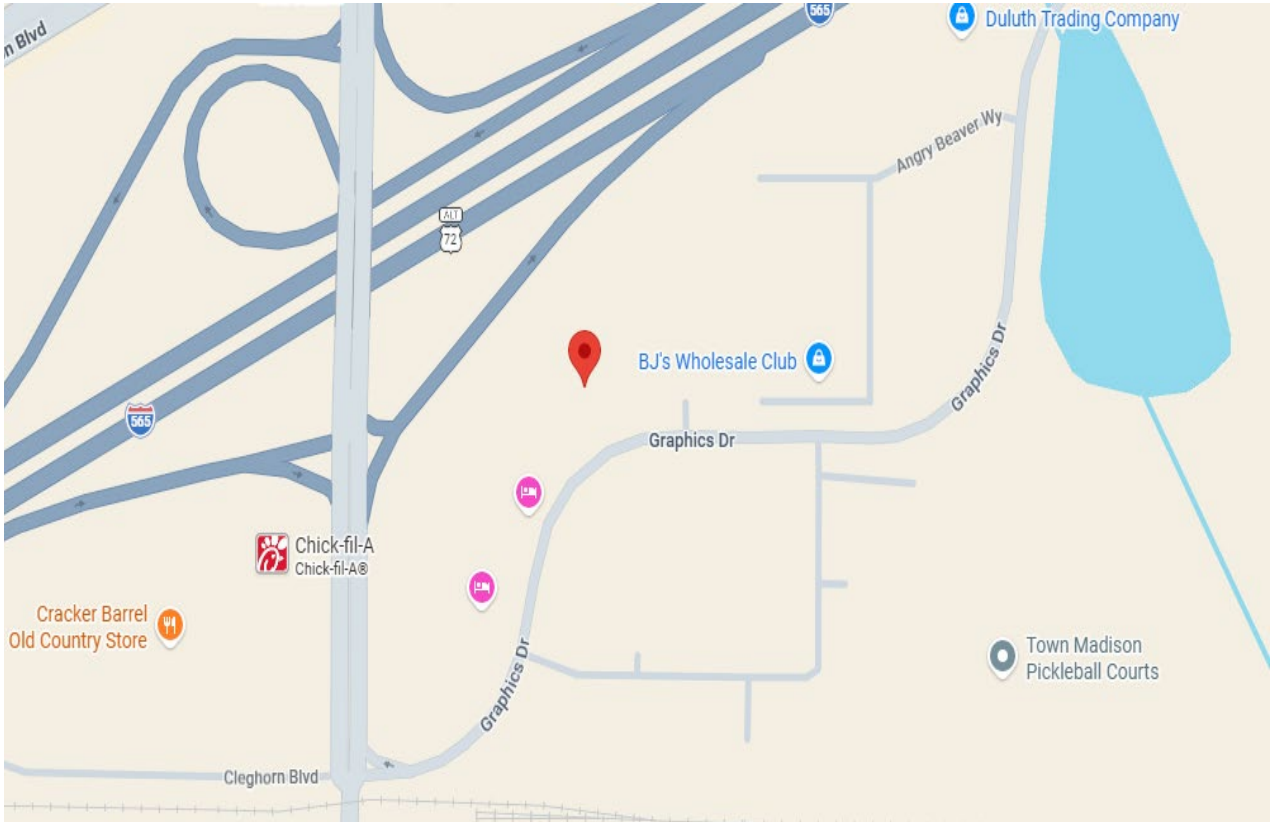 n Blvd
565
Duluth Trading Company
Angry Beaver Wy
ALT
72
BJ's Wholesale Club
Graphics Dr
565
Graphics Dr
Chick-fil-A
Chick-fil-A®
Cracker Barrel
Old Country Store
Town Madison
Pickleball Courts
Graphics Dr
Cleghorn Blvd